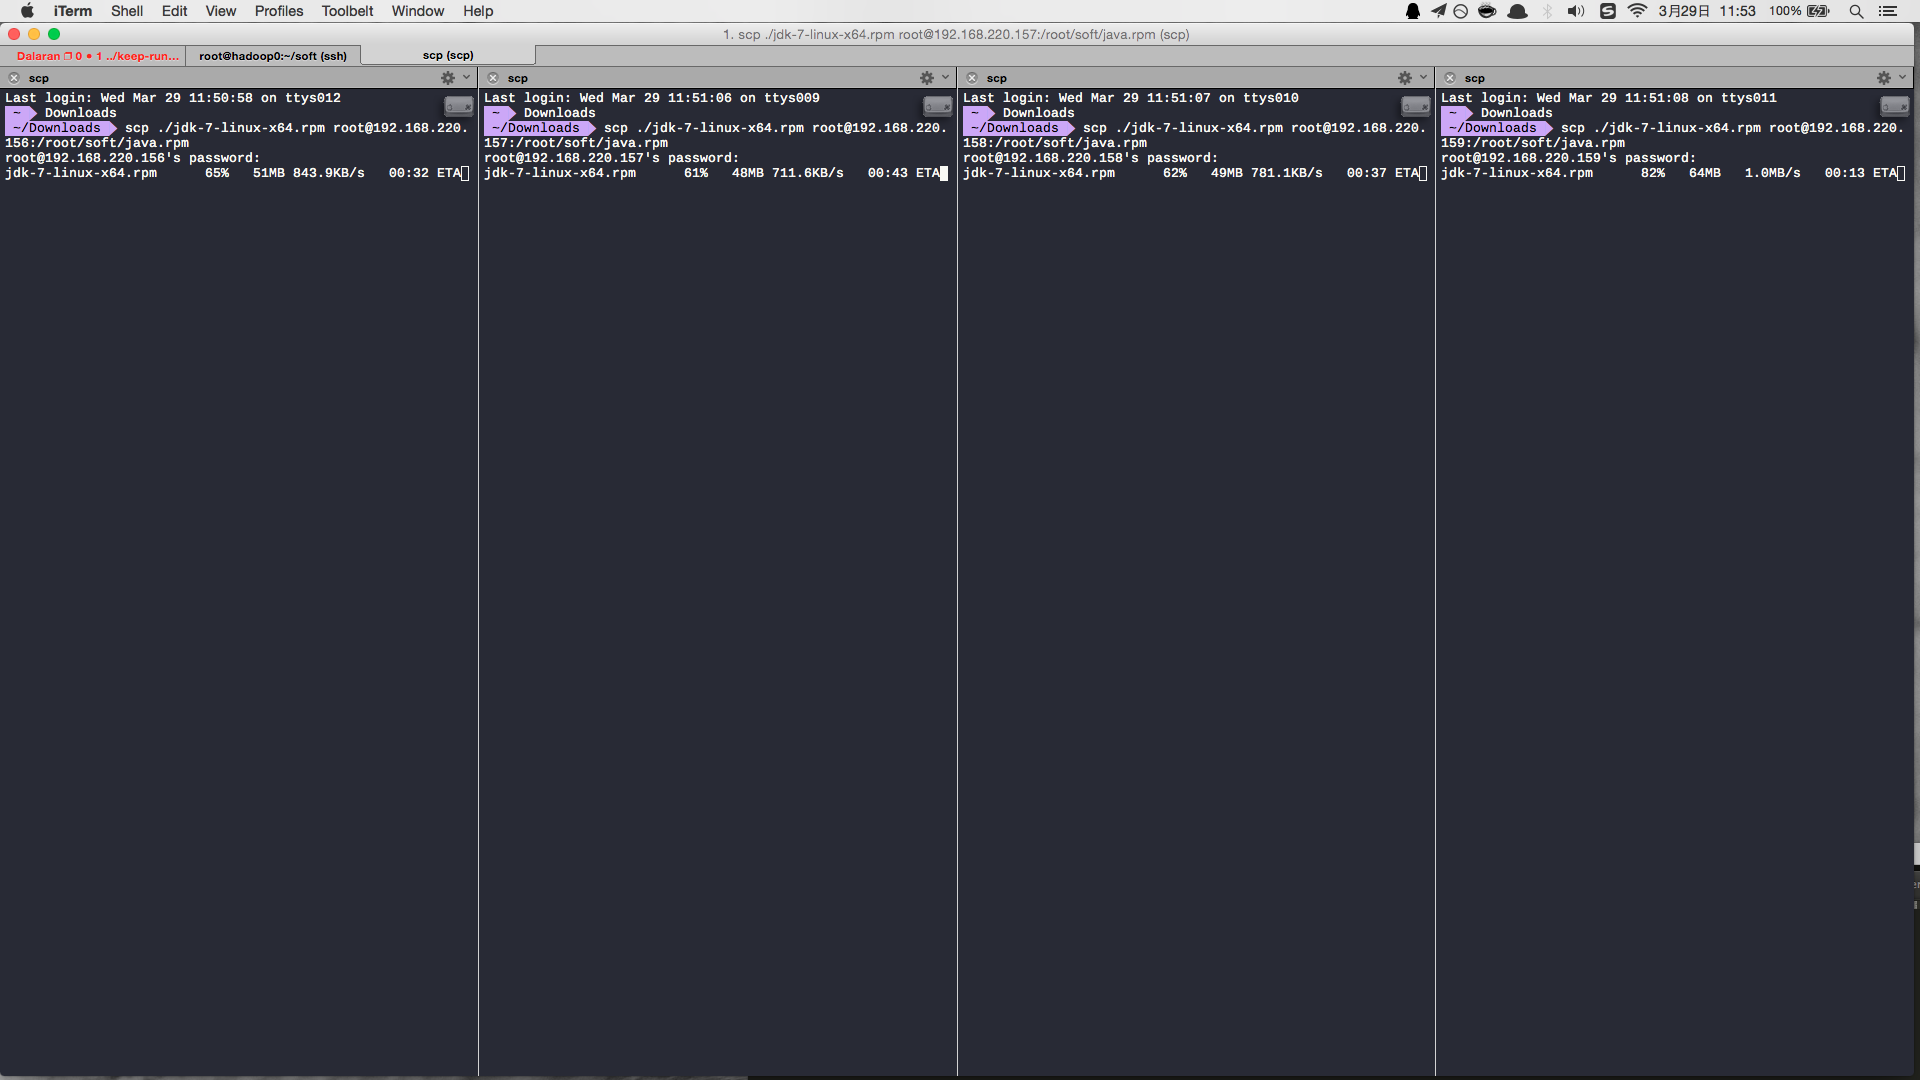 iTerm Shell Edit View Profiles Toolbelt Window Help 3月29日 11:53 100%
1. scp ./jdk-7-linux-x64.rpm root@192.168.220.157:/root/soft/java.rpm (scp)
Dalaran 0 • 1 ../keep-run... root@hadoop0:~/soft (ssh) scp (scp)
scp
Last login: Wed Mar 29 11:50:58 on ttys012
~ Downloads
~/Downloads scp ./jdk-7-linux-x64.rpm root@192.168.220.
156:/root/soft/java.rpm
root@192.168.220.156's password:
jdk-7-linux-x64.rpm 65% 51MB 843.9KB/s 00:32 ETA
scp
Last login: Wed Mar 29 11:51:06 on ttys009
~ Downloads
~/Downloads scp ./jdk-7-linux-x64.rpm root@192.168.220.
157:/root/soft/java.rpm
root@192.168.220.157's password:
jdk-7-linux-x64.rpm 61% 48MB 711.6KB/s 00:43 ETA
scp
Last login: Wed Mar 29 11:51:07 on ttys010
~ Downloads
~/Downloads scp ./jdk-7-linux-x64.rpm root@192.168.220.
158:/root/soft/java.rpm
root@192.168.220.158's password:
jdk-7-linux-x64.rpm 62% 49MB 781.1KB/s 00:37 ETA
scp
Last login: Wed Mar 29 11:51:08 on ttys011
~ Downloads
~/Downloads scp ./jdk-7-linux-x64.rpm root@192.168.220.
159:/root/soft/java.rpm
root@192.168.220.159's password:
jdk-7-linux-x64.rpm 82% 64MB 1.0MB/s 00:13 ETA